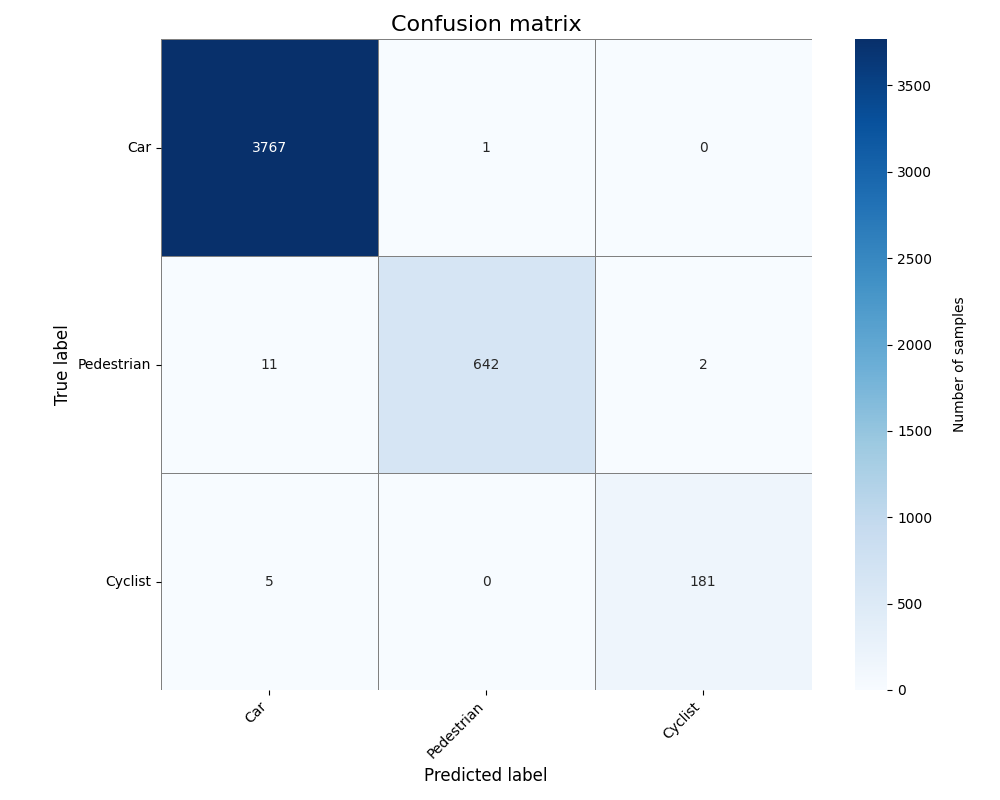 Confusion matrix
Car
3767
1
0
Pedestrian
11
642
2
Cyclist
5
0
181
Car
Pedestrian
Cyclist
Predicted label
True label
3500
3000
2500
2000
1500
1000
500
0
Number of samples